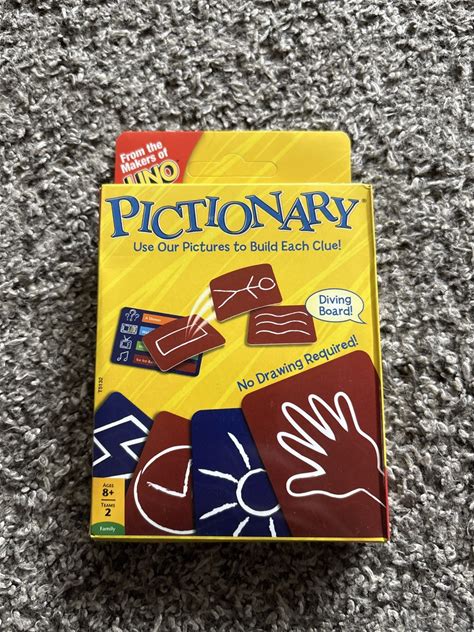 From the
Makers of
UNO
PICTIONARY®
Use Our Pictures to Build Each Clue!
Diving
Board!
No Drawing Required!
T5132
AGES
8+
TEAMS
2
Family